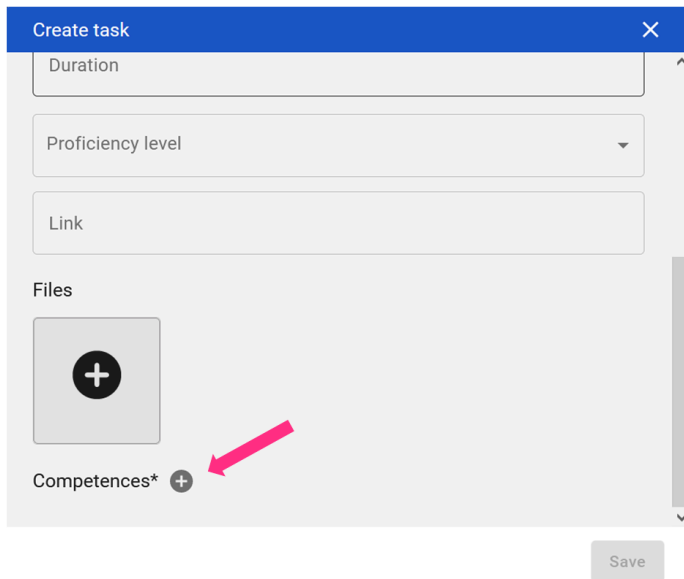 Create task
Duration
Proficiency level
Link
Files
Competences*
Save